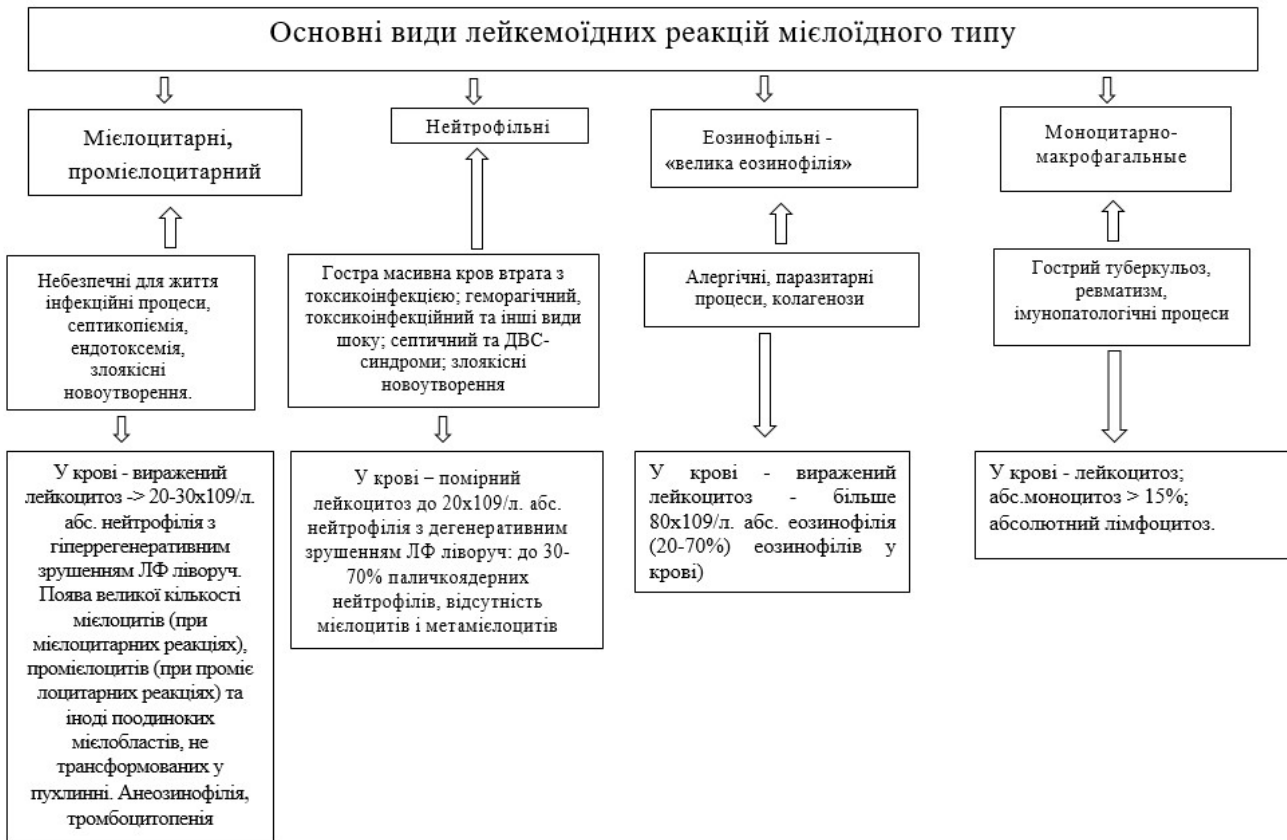 Основні види лейкемоїдних реакцій мієлоїдного типу
Мієлоцитарні,
промієлоцитарний
Нейтрофільні
Еозинофільні -
«велика еозинофілія»
Моноцитарно-
макрофагальные
Небезпечні для життя
інфекційні процеси,
септикопіємія,
ендотоксемія,
злоякісні
новоутворення.
Гостра масивна кров втрата з
токсикоінфекцією; геморагічний,
токсикоінфекційний та інші види
шоку; септичний та ДВС-
синдроми; злоякісні
новоутворення
Алергічні, паразитарні
процеси, колагенози
Гострий туберкульоз,
ревматизм,
імунопатологічні процеси
У крові - виражений
лейкоцитоз -> 20-30х109/л.
абс. нейтрофілія з
гіперрегенеративним
зрушенням ЛФ ліворуч.
Поява великої кількості
мієлоцитів (при
мієлоцитарних реакціях),
промієлоцитів (при проміє
лоцитарних реакціях) та
іноді поодиноких
мієлобластів, не
трансформованих у
пухлинні. Анеозинофілія,
тромбоцитопенія
У крові – помірний
лейкоцитоз до 20х109/л. абс.
нейтрофілія з дегенеративним
зрушенням ЛФ ліворуч: до 30-
70% паличкоядерних
нейтрофілів, відсутність
мієлоцитів і метамієлоцитів
У крові - виражений
лейкоцитоз - більше
80х109/л. абс. еозинофілія
(20-70%) еозинофілів у
крові)
У крові - лейкоцитоз;
абс.моноцитоз > 15%;
абсолютний лімфоцитоз.